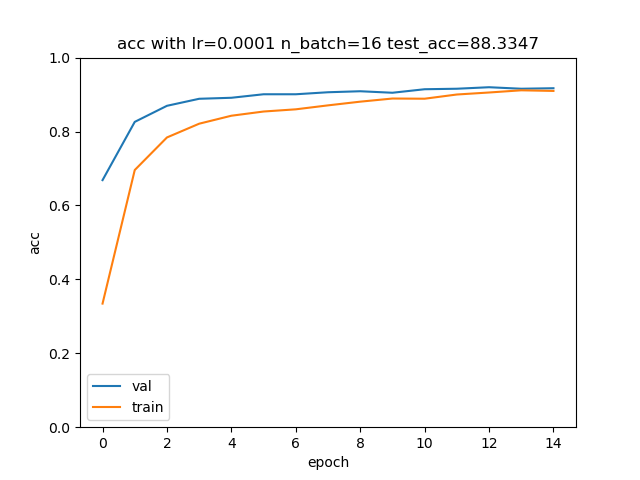 acc with lr=0.0001 n_batch=16 test_acc=88.3347
1.0
0.8
0.6
0.4
0.2
0.0
acc
val
train
0 2 4 6 8 10 12 14
epoch